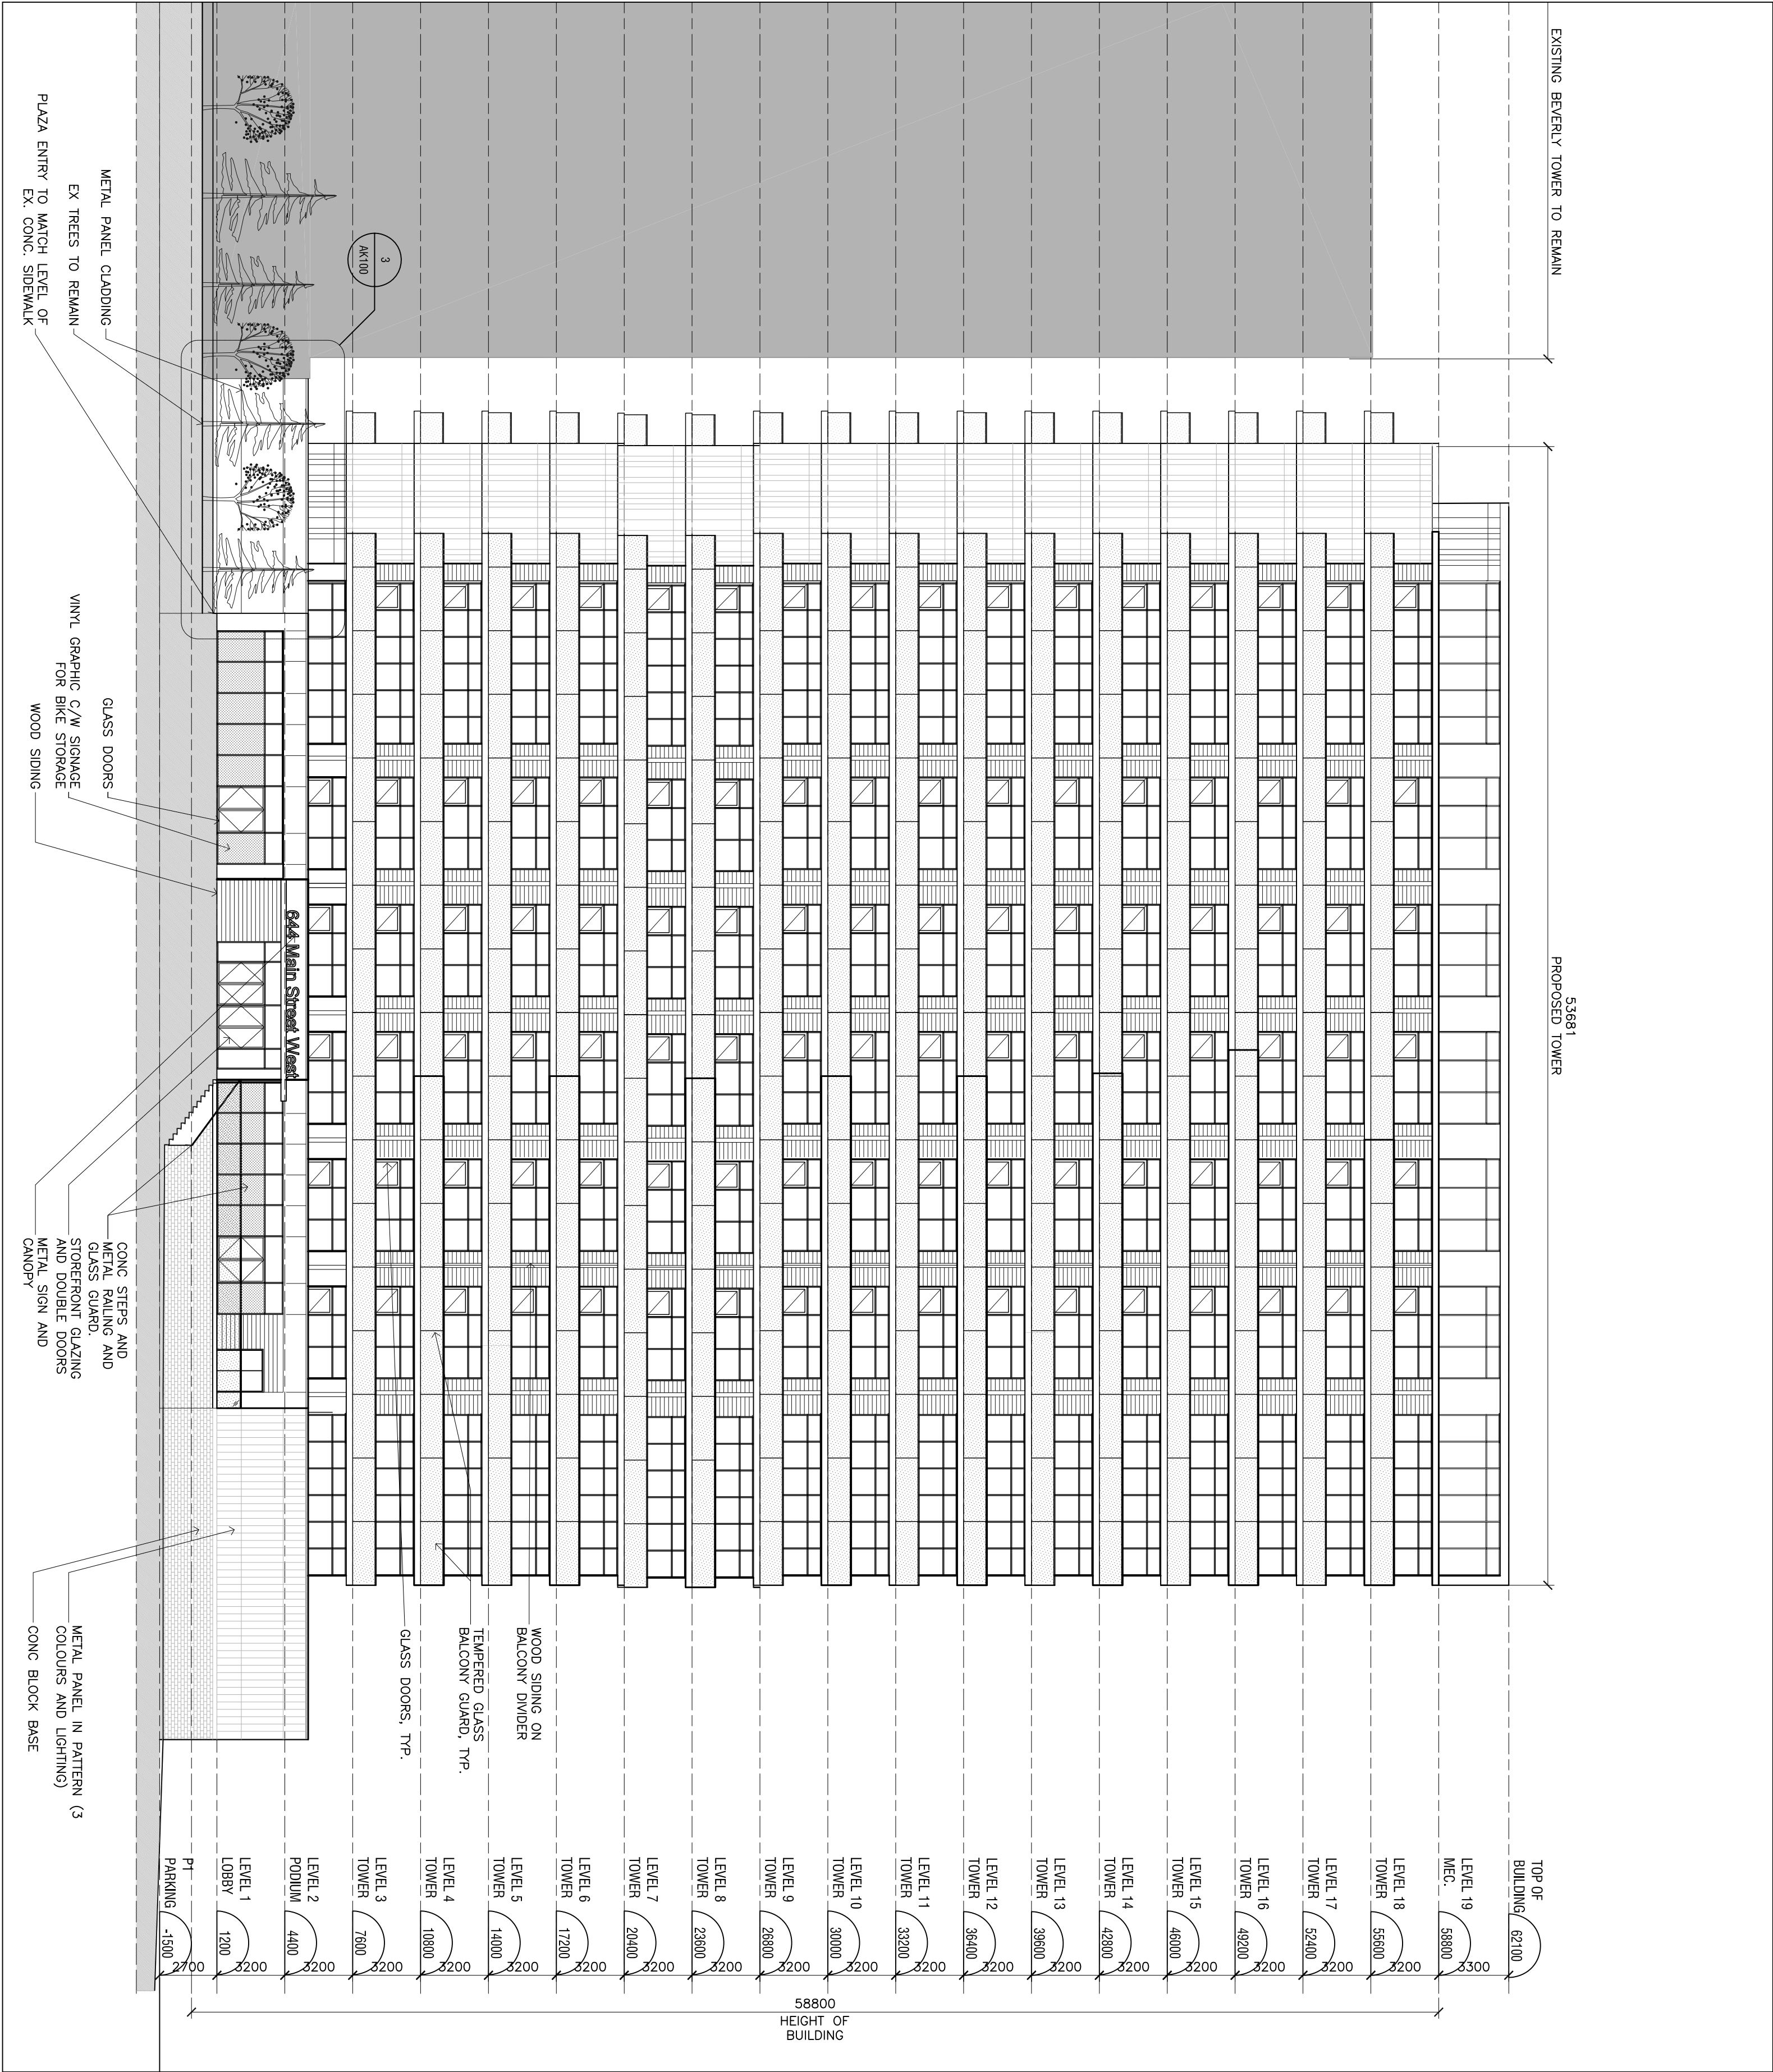 EXISTING BEVERLY TOWER TO REMAIN
53681
PROPOSED TOWER
TOP OF
BUILDING
62100
3300
LEVEL 19
MEC.
58800
3200
LEVEL 18
TOWER
55600
3200
LEVEL 17
TOWER
52400
3200
LEVEL 16
TOWER
49200
3200
LEVEL 15
TOWER
46000
3200
LEVEL 14
TOWER
42800
3200
LEVEL 13
TOWER
39600
3200
LEVEL 12
TOWER
36400
3200
LEVEL 11
TOWER
33200
3200
LEVEL 10
TOWER
30000
3200
LEVEL 9
TOWER
26800
3200
LEVEL 8
TOWER
23600
3200
LEVEL 7
TOWER
20400
3200
LEVEL 6
TOWER
17200
3200
LEVEL 5
TOWER
14000
3200
LEVEL 4
TOWER
10800
3200
LEVEL 3
TOWER
7600
3200
LEVEL 2
PODIUM
4400
3200
LEVEL 1
LOBBY
1200
2700
P1
PARKING
-1500
58800
HEIGHT OF
BUILDING
WOOD SIDING ON
BALCONY DIVIDER
TEMPERED GLASS
BALCONY GUARD, TYP.
GLASS DOORS, TYP.
3
AK100
644 Main Street West
METAL PANEL CLADDING
EX TREES TO REMAIN
PLAZA ENTRY TO MATCH LEVEL OF
EX. CONC. SIDEWALK
GLASS DOORS
VINYL GRAPHIC C/W SIGNAGE
FOR BIKE STORAGE
WOOD SIDING
CONC STEPS AND
METAL RAILING AND
GLASS GUARD.
STOREFRONT GLAZING
AND DOUBLE DOORS
METAL SIGN AND
CANOPY
METAL PANEL IN PATTERN (3
COLOURS AND LIGHTING)
CONC BLOCK BASE